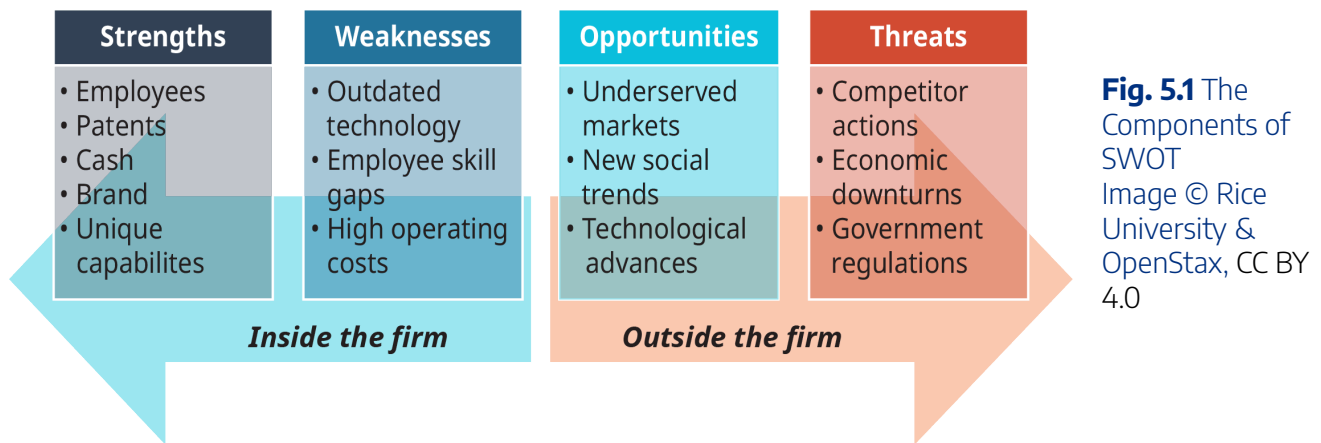 Strengths
• Employees
• Patents
• Cash
• Brand
• Unique
capabilites
Weaknesses
• Outdated
technology
• Employee skill
gaps
• High operating
costs
Opportunities
• Underserved
markets
• New social
trends
• Technological
advances
Threats
• Competitor
actions
• Economic
downturns
• Government
regulations
Inside the firm
Outside the firm
Fig. 5.1 The
Components of
SWOT
Image © Rice
University &
OpenStax, CC BY
4.0